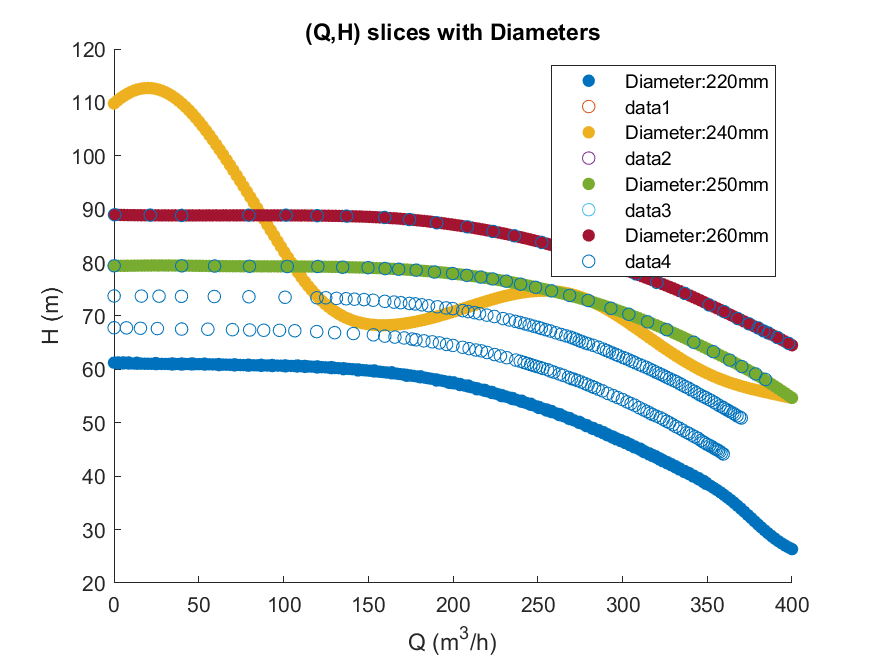 (Q,H) slices with Diameters
120
110
100
90
80
70
60
50
40
30
20
H (m)
0 50 100 150 200 250 300 350 400
Q (m³/h)
Diameter:220mm
data1
Diameter:240mm
data2
Diameter:250mm
data3
Diameter:260mm
data4